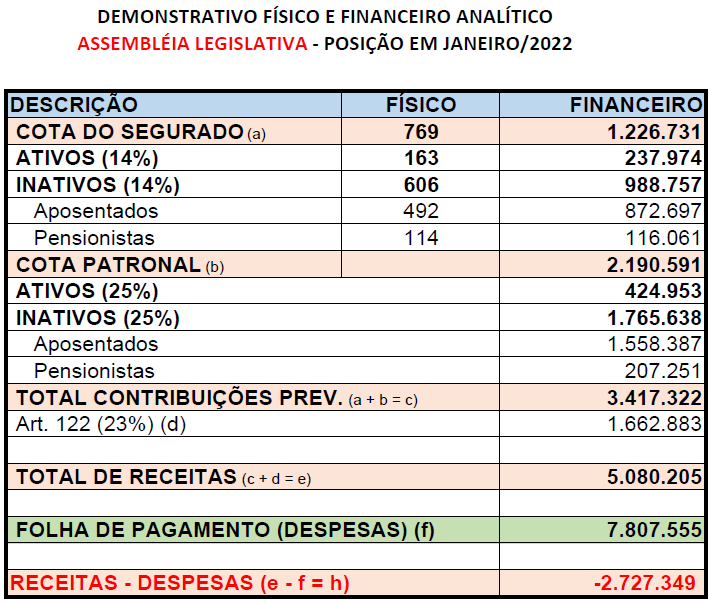 DEMONSTRATIVO FÍSICO E FINANCEIRO ANALÍTICO
ASSEMBLÉIA LEGISLATIVA - POSIÇÃO EM JANEIRO/2022
DESCRIÇÃO FÍSICO FINANCEIRO
COTA DO SEGURADO (a) 769 1.226.731
ATIVOS (14%) 163 237.974
INATIVOS (14%) 606 988.757
Aposentados 492 872.697
Pensionistas 114 116.061
COTA PATRONAL (b) 2.190.591
ATIVOS (25%) 424.953
INATIVOS (25%) 1.765.638
Aposentados 1.558.387
Pensionistas 207.251
TOTAL CONTRIBUIÇÕES PREV. (a + b = c) 3.417.322
Art. 122 (23%) (d) 1.662.883
TOTAL DE RECEITAS (c + d = e) 5.080.205
FOLHA DE PAGAMENTO (DESPESAS) (f) 7.807.555
RECEITAS - DESPESAS (e - f = h) -2.727.349